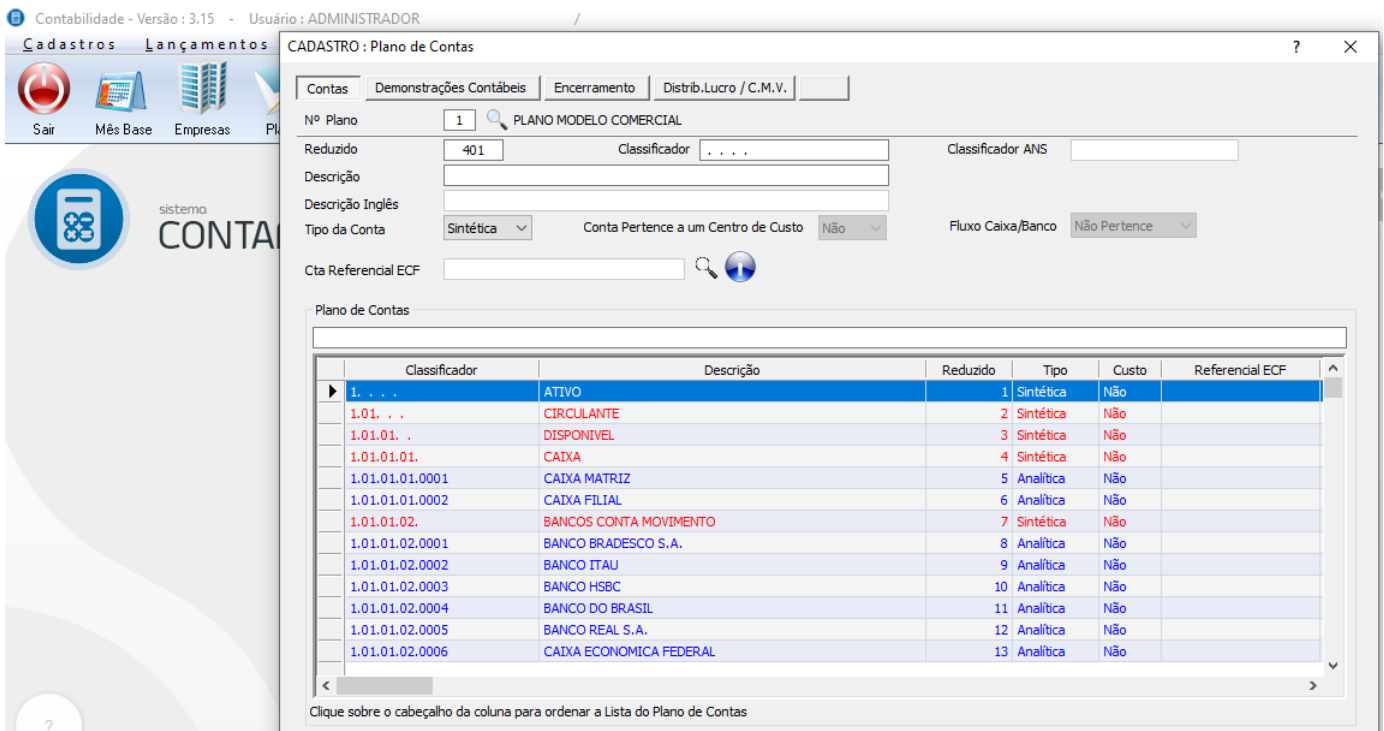 Contabilidade - Versão : 3.15 - Usuário : ADMINISTRADOR /
Cadastros Lançamentos
CADASTRO : Plano de Contas ?
Sair Mês Base Empresas
Contas Demonstrações Contábeis Encerramento Distrib.Lucro / C.M.V.
Nº Plano 1 PLANO MODELO COMERCIAL
Reduzido 401 Classificador . . . . Classificador ANS
Descrição
Descrição Inglês
Tipo da Conta Sintética Conta Pertence a um Centro de Custo Não Fluxo Caixa/Banco Não Pertence
sistema
CONTA
Cta Referencial ECF
Plano de Contas
Classificador Descrição Reduzido Tipo Custo Referencial ECF
1. . . . ATIVO 1 Sintética Não
1.01. . . CIRCULANTE 2 Sintética Não
1.01.01. . DISPONIVEL 3 Sintética Não
1.01.01.01. CAIXA 4 Sintética Não
1.01.01.01.0001 CAIXA MATRIZ 5 Analítica Não
1.01.01.01.0002 CAIXA FILIAL 6 Analítica Não
1.01.01.02. BANCOS CONTA MOVIMENTO 7 Sintética Não
1.01.01.02.0001 BANCO BRADESCO S.A. 8 Analítica Não
1.01.01.02.0002 BANCO ITAU 9 Analítica Não
1.01.01.02.0003 BANCO HSBC 10 Analítica Não
1.01.01.02.0004 BANCO DO BRASIL 11 Analítica Não
1.01.01.02.0005 BANCO REAL S.A. 12 Analítica Não
1.01.01.02.0006 CAIXA ECONOMICA FEDERAL 13 Analítica Não
Clique sobre o cabeçalho da coluna para ordenar a Lista do Plano de Contas
?